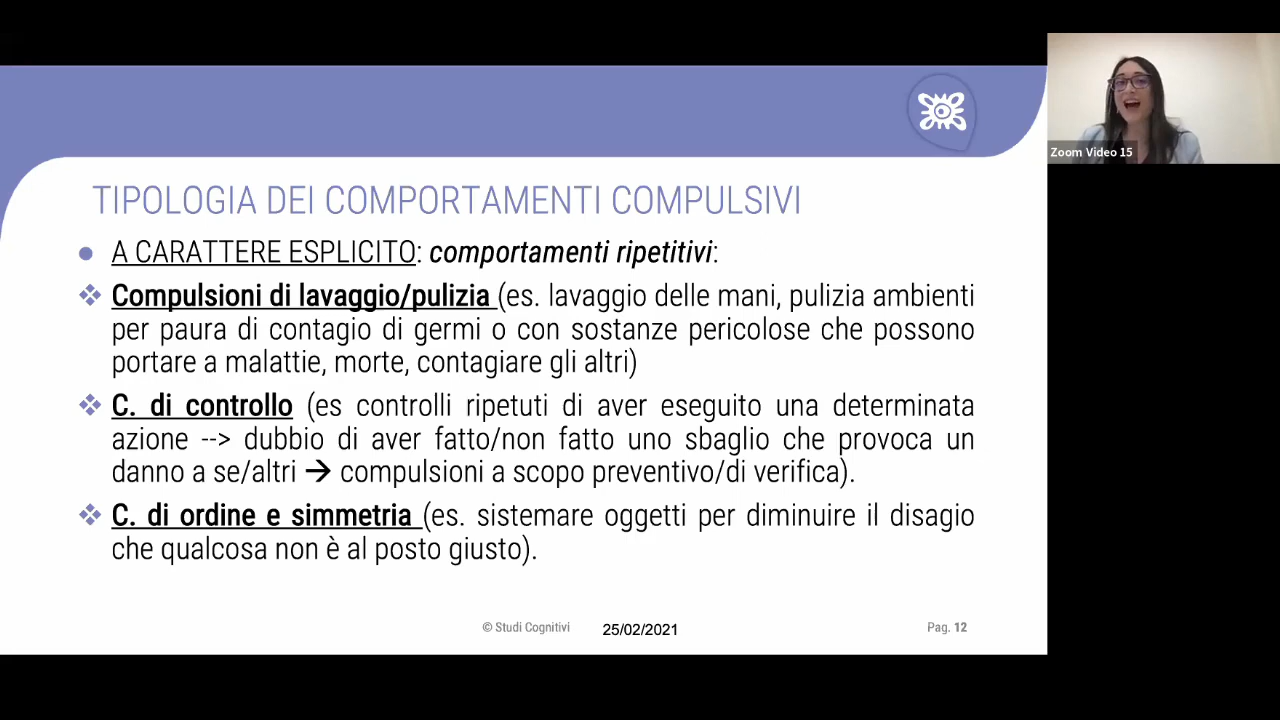 Zoom Video 15
TIPOLOGIA DEI COMPORTAMENTI COMPULSIVI
● A CARATTERE ESPLICITO: comportamenti ripetitivi:
❖ Compulsioni di lavaggio/pulizia (es. lavaggio delle mani, pulizia ambienti
per paura di contagio di germi o con sostanze pericolose che possono
portare a malattie, morte, contagiare gli altri)
❖ C. di controllo (es controlli ripetuti di aver eseguito una determinata
azione --> dubbio di aver fatto/non fatto uno sbaglio che provoca un
danno a se/altri → compulsioni a scopo preventivo/di verifica).
❖ C. di ordine e simmetria (es. sistemare oggetti per diminuire il disagio
che qualcosa non è al posto giusto).
© Studi Cognitivi 25/02/2021 Pag. 12